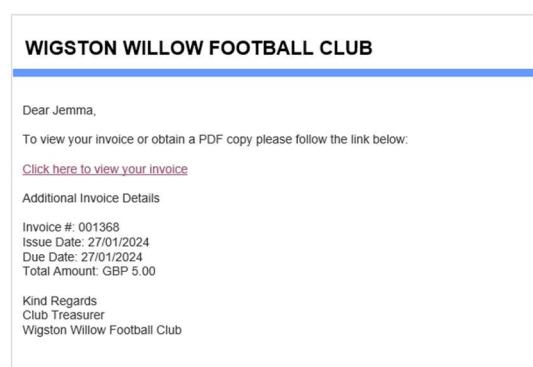 WIGSTON WILLOW FOOTBALL CLUB
Dear Jemma,
To view your invoice or obtain a PDF copy please follow the link below:
Click here to view your invoice
Additional Invoice Details
Invoice #: 001368
Issue Date: 27/01/2024
Due Date: 27/01/2024
Total Amount: GBP 5.00
Kind Regards
Club Treasurer
Wigston Willow Football Club